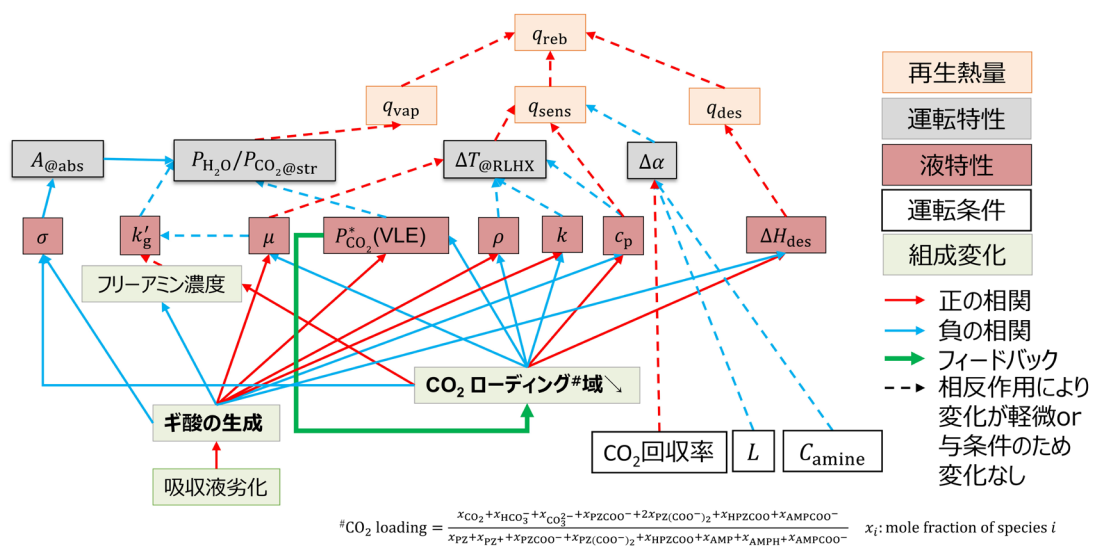 q_reb
再生熱量
q_vap
q_sens
q_des
運転特性
A_@abs
P_H₂O/P_CO₂@str
ΔT_@RLHX
Δα
液特性
σ
k′_g
μ
P*_CO₂(VLE)
ρ
k
c_p
ΔH_des
運転条件
フリーアミン濃度
組成変化
正の相関
負の相関
フィードバック
相反作用により
変化が軽微or
与条件のため
変化なし
CO₂ ローディング#域↘
ギ酸の生成
CO₂回収率
L
C_amine
吸収液劣化
#CO₂ loading = (x_CO₂+x_HCO₃⁻+x_CO₃²⁻+x_PZCOO⁻+2x_PZ(COO⁻)₂+x_HPZCOO+x_AMPCOO⁻)/(x_PZ+x_PZ⁺+x_PZCOO⁻+x_PZ(COO⁻)₂+x_HPZCOO+x_AMP+x_AMPH+x_AMPCOO⁻) x_i: mole fraction of species i